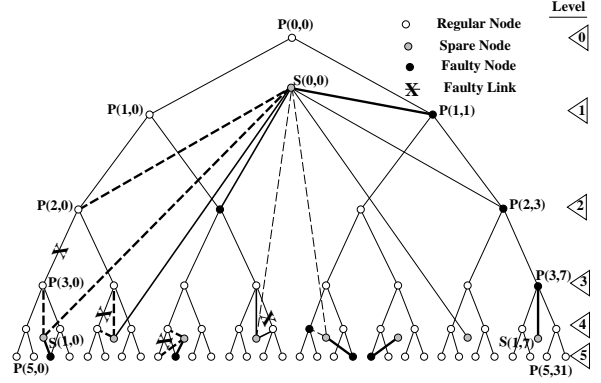 Level
P(0,0)
Regular Node
0
Spare Node
Faulty Node
S(0,0)
X Faulty Link
P(1,0)
P(1,1)
1
P(2,0)
P(2,3)
2
X
P(3,0)
P(3,7)
3
X
X
4
X
S(1,0)
S(1,7)
5
P(5,0)
P(5,31)